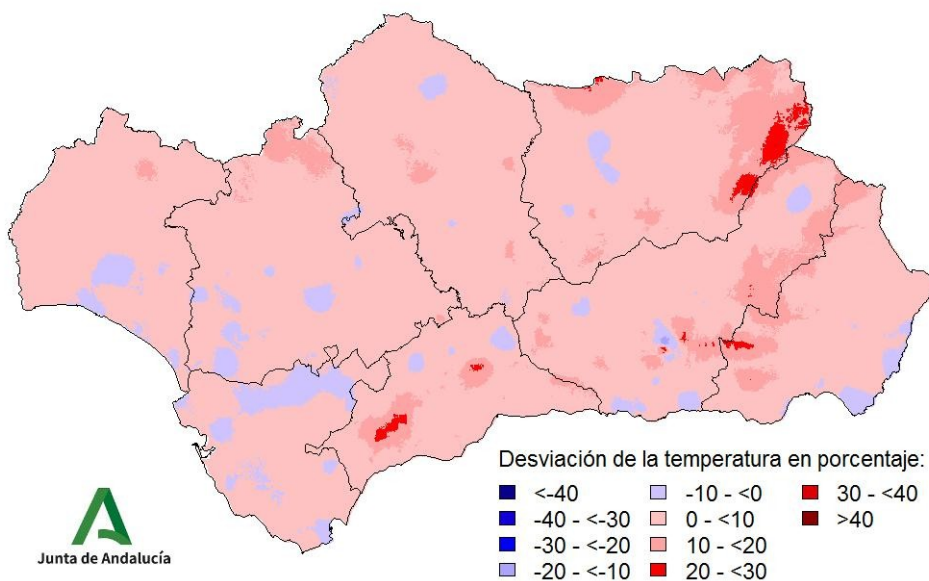 Desviación de la temperatura en porcentaje:
<-40
-40 - <-30
-30 - <-20
-20 - <-10
-10 - <0
0 - <10
10 - <20
20 - <30
30 - <40
>40
Junta de Andalucía